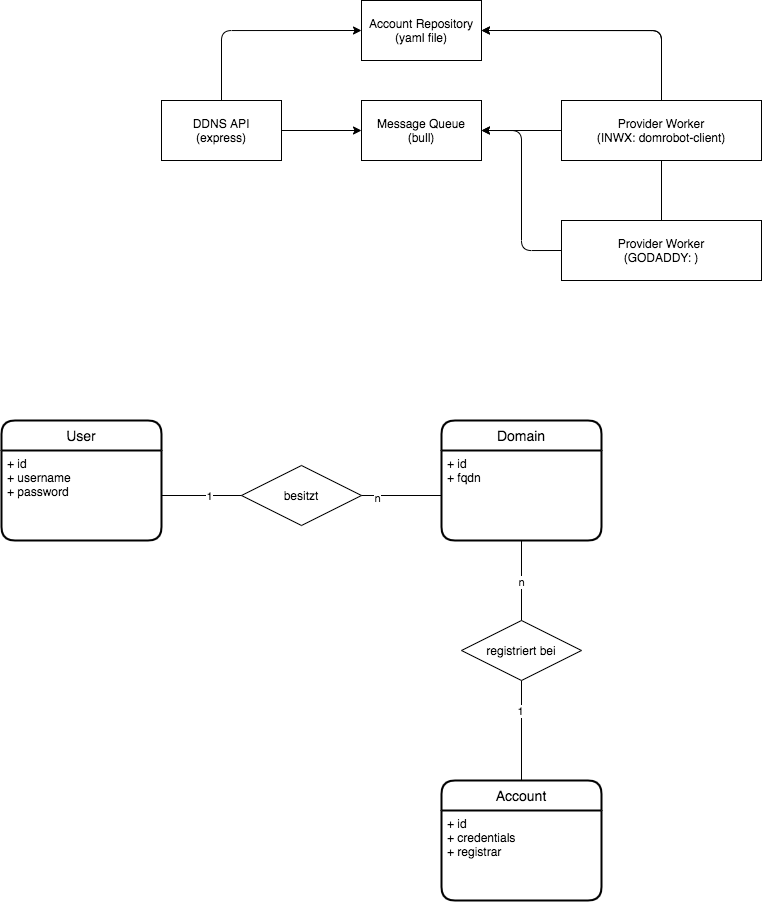 Account Repository
(yaml file)
DDNS API
(express)
Message Queue
(bull)
Provider Worker
(INWX: domrobot-client)
Provider Worker
(GODADDY: )
User
+ id
+ username
+ password
1
besitzt
n
Domain
+ id
+ fqdn
n
registriert bei
1
Account
+ id
+ credentials
+ registrar